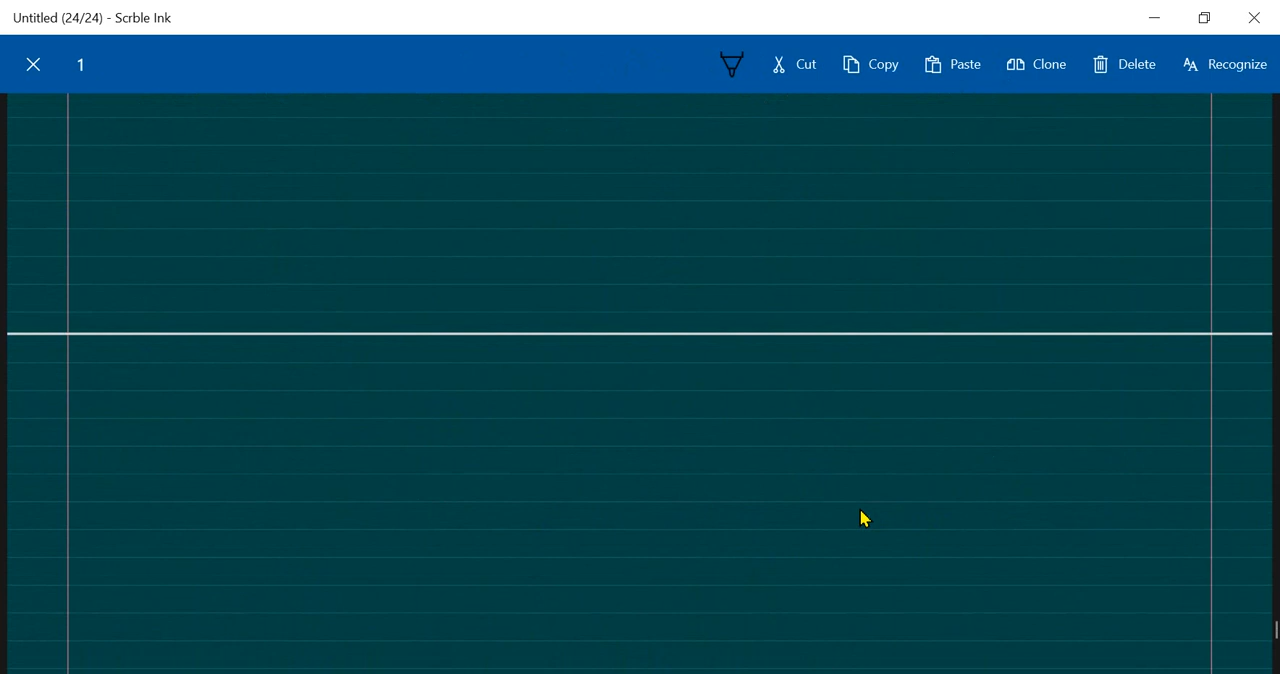 Untitled (24/24) - Scrble Ink
1 Cut Copy Paste Clone Delete Recognize